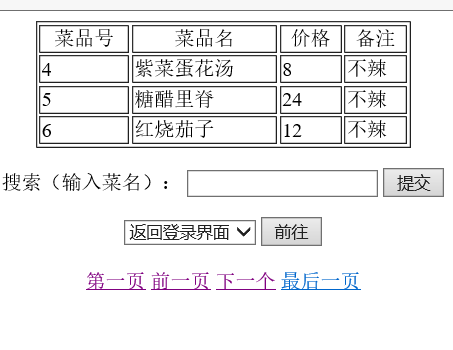 菜品号 菜品名 价格 备注
4 紫菜蛋花汤 8 不辣
5 糖醋里脊 24 不辣
6 红烧茄子 12 不辣
搜索（输入菜名）： 提交
返回登录界面 前往
第一页 前一页 下一个 最后一页